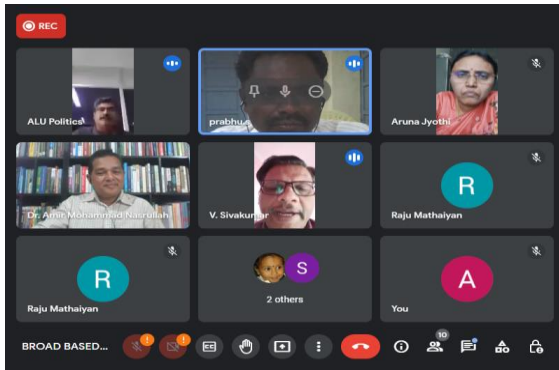 REC
ALU Politics
prabhu s
Aruna Jyothi
Dr. Amir Mohammad Nasrullah
V. Sivakumar
R
Raju Mathaiyan
R
Raju Mathaiyan
S
2 others
A
You
BROAD BASED...
10